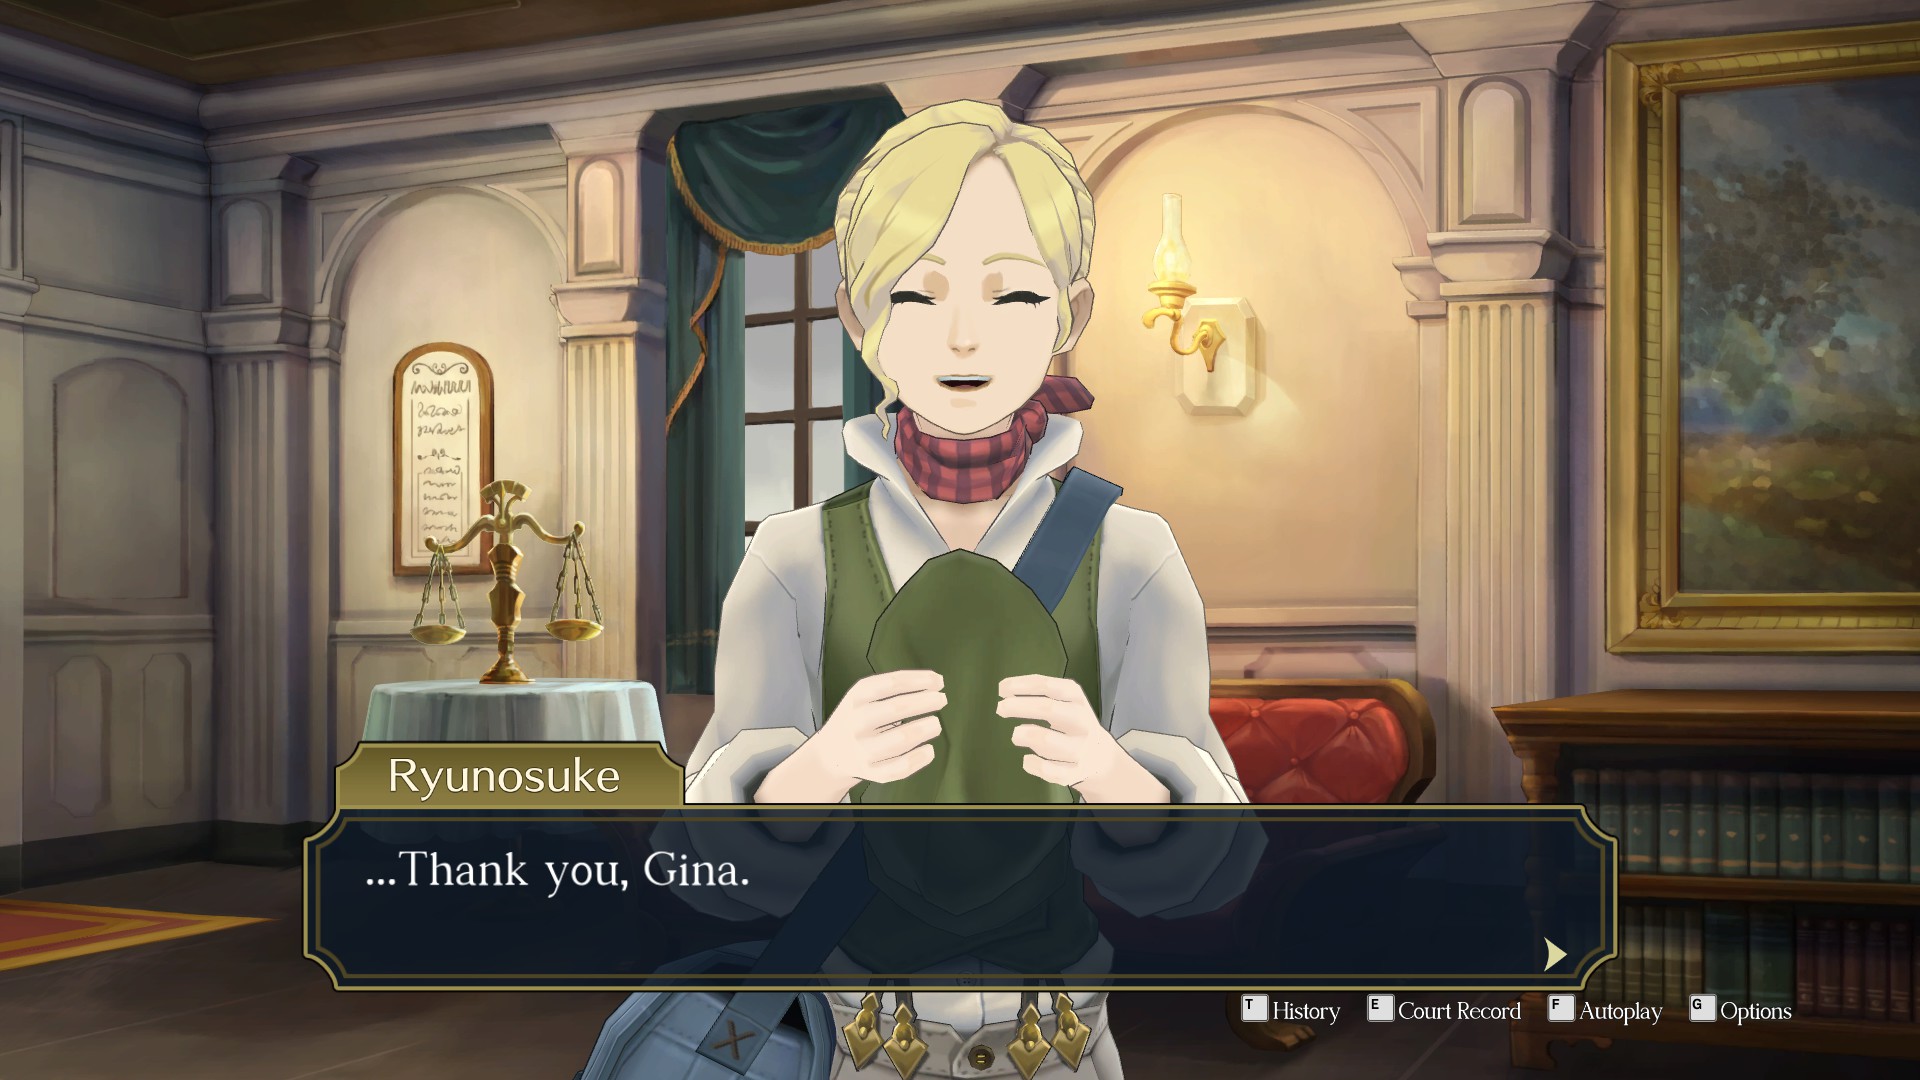 Ryunosuke
...Thank you, Gina.
T History E Court Record F Autoplay G Options